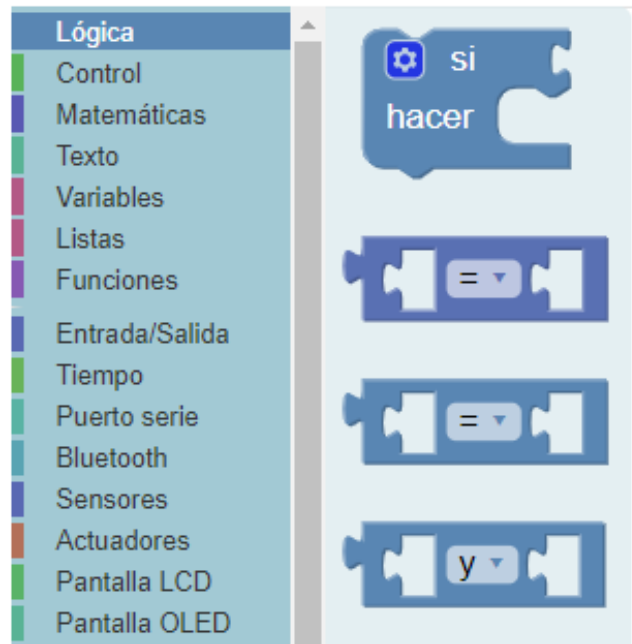 Lógica
Control
Matemáticas
Texto
Variables
Listas
Funciones
Entrada/Salida
Tiempo
Puerto serie
Bluetooth
Sensores
Actuadores
Pantalla LCD
Pantalla OLED
si
hacer
=
=
y